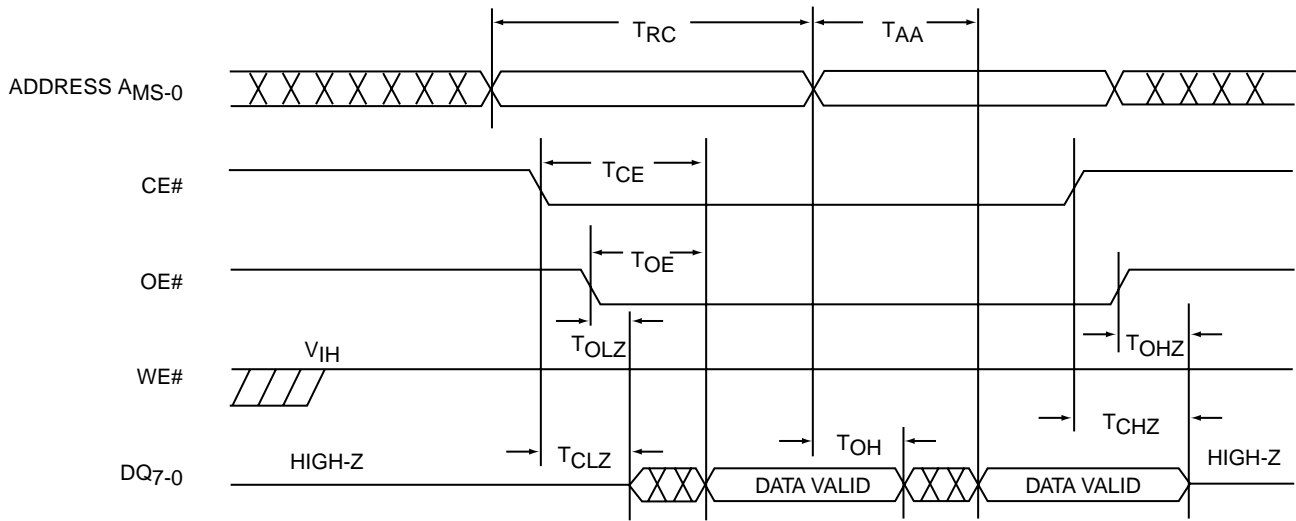 TRC TAA
ADDRESS AMS-0
TCE
CE#
TOE
OE#
TOLZ TOHZ
VIH
WE#
TCHZ
TCLZ TOH
HIGH-Z HIGH-Z
DQ7-0 DATA VALID DATA VALID